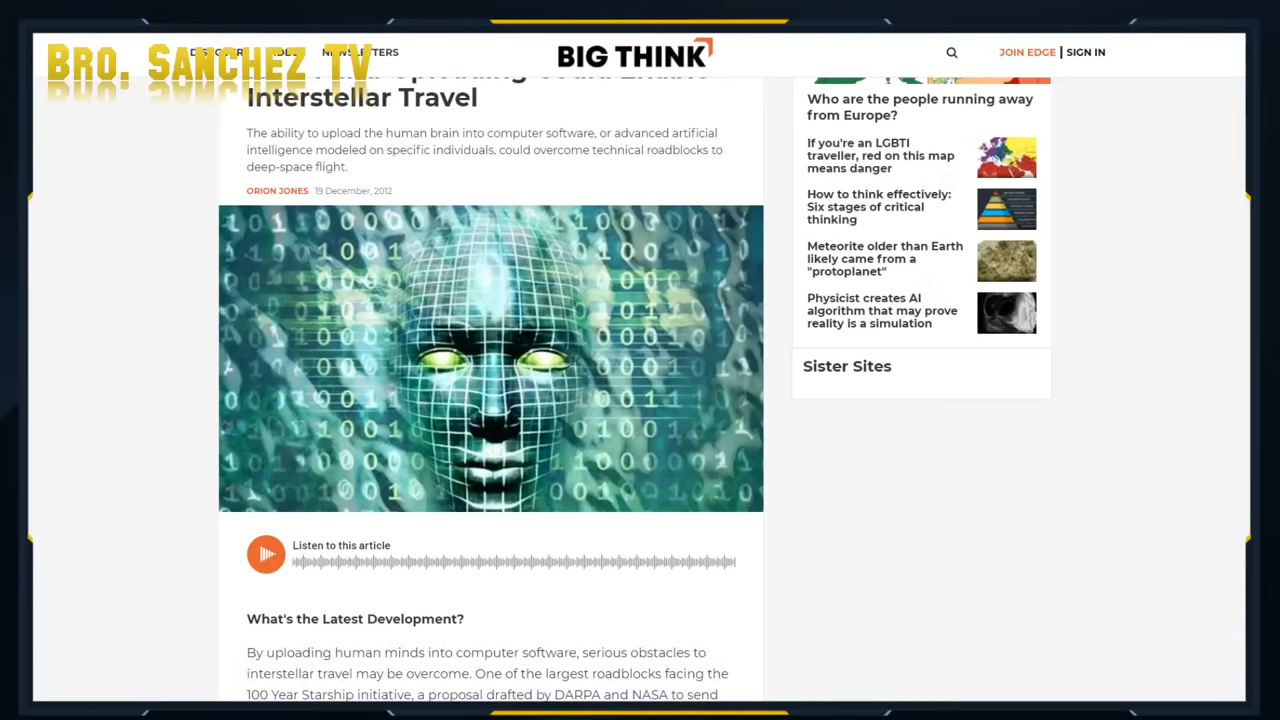 Bro. Sanchez TV
NEWSLETTERS
BIG THINK
JOIN EDGE | SIGN IN
Interstellar Travel
The ability to upload the human brain into computer software, or advanced artificial
intelligence modeled on specific individuals, could overcome technical roadblocks to
deep-space flight.
ORION JONES 19 December, 2012
Listen to this article
What's the Latest Development?
By uploading human minds into computer software, serious obstacles to
interstellar travel may be overcome. One of the largest roadblocks facing the
100 Year Starship initiative, a proposal drafted by DARPA and NASA to send
Who are the people running away
from Europe?
If you're an LGBTI
traveller, red on this map
means danger
How to think effectively:
Six stages of critical
thinking
Meteorite older than Earth
likely came from a
"protoplanet"
Physicist creates AI
algorithm that may prove
reality is a simulation
Sister Sites